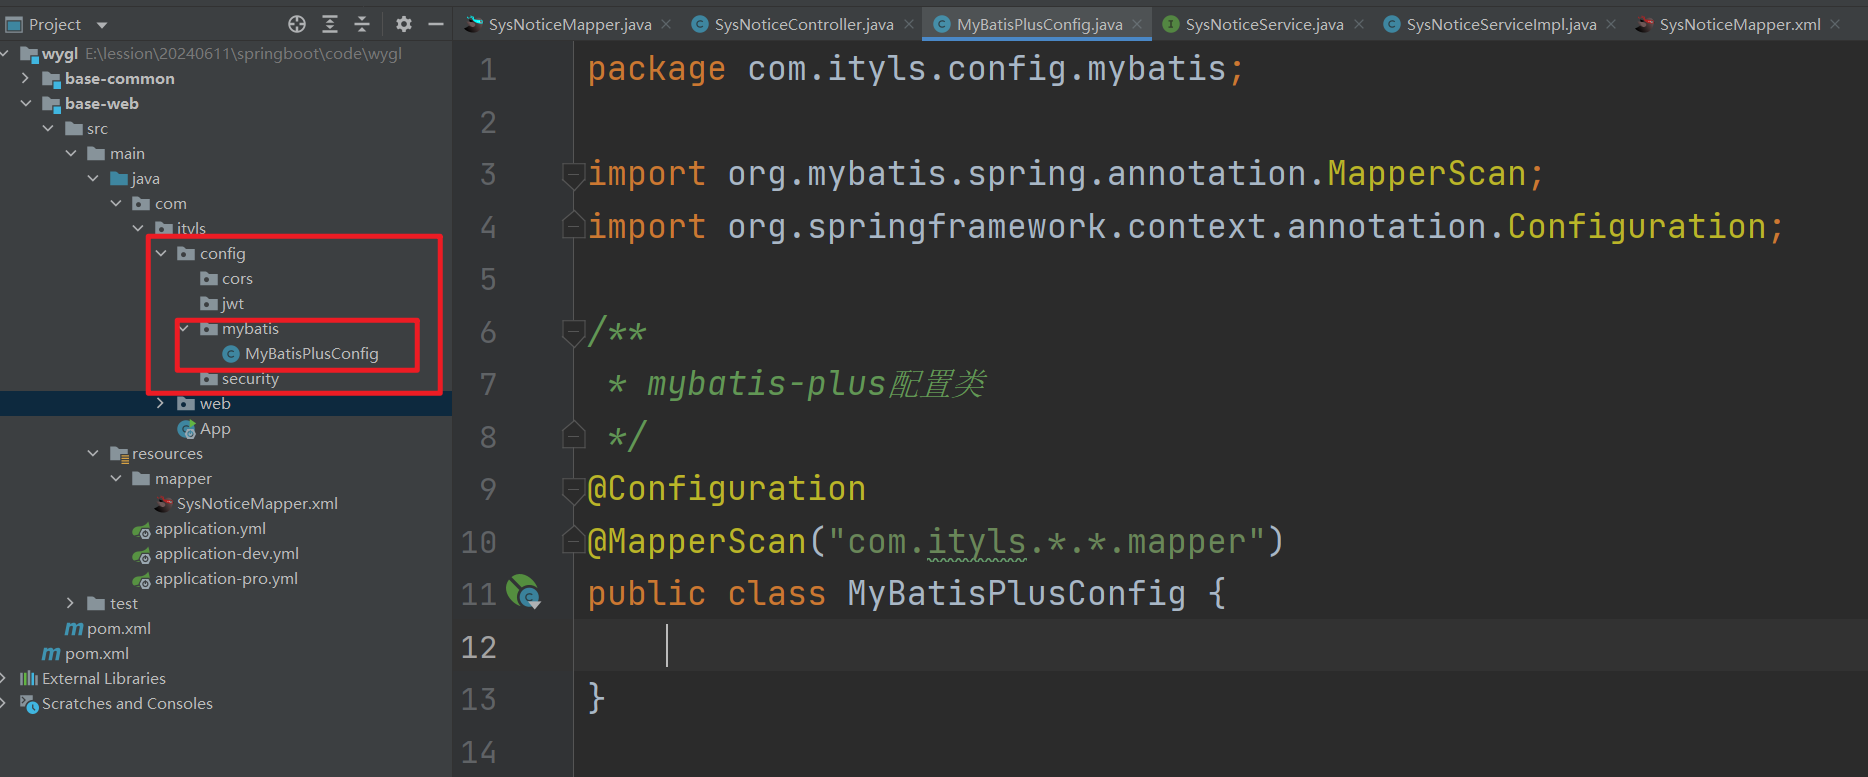 Project
SysNoticeMapper.java
SysNoticeController.java
MyBatisPlusConfig.java
SysNoticeService.java
SysNoticeServiceImpl.java
SysNoticeMapper.xml
wygl E:\lession\20240611\springboot\code\wygl
base-common
base-web
src
main
java
com
ityls
config
cors
jwt
mybatis
MyBatisPlusConfig
security
web
App
resources
mapper
SysNoticeMapper.xml
application.yml
application-dev.yml
application-pro.yml
test
pom.xml
pom.xml
External Libraries
Scratches and Consoles
1 package com.ityls.config.mybatis;
2
3 import org.mybatis.spring.annotation.MapperScan;
4 import org.springframework.context.annotation.Configuration;
5
6 /**
7 * mybatis-plus配置类
8 */
9 @Configuration
10 @MapperScan("com.ityls.*.*.mapper")
11 public class MyBatisPlusConfig {
12
13 }
14